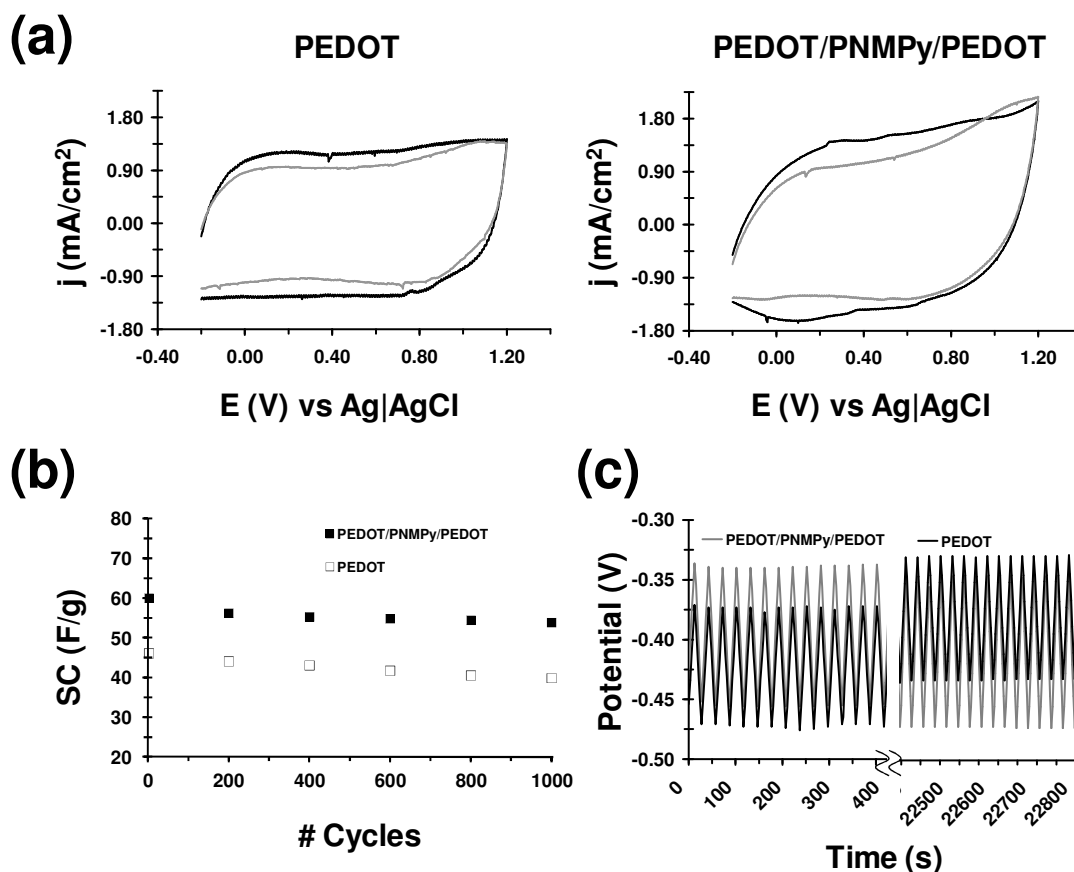 (a)
PEDOT
PEDOT/PNMPy/PEDOT
j (mA/cm²)
1.80
0.90
0.00
-0.90
-1.80
-0.40 0.00 0.40 0.80 1.20
E (V) vs Ag|AgCl
j (mA/cm²)
1.80
0.90
0.00
-0.90
-1.80
-0.40 0.00 0.40 0.80 1.20
E (V) vs Ag|AgCl
(b)
SC (F/g)
80
70
60
50
40
30
20
PEDOT/PNMPy/PEDOT
PEDOT
0 200 400 600 800 1000
# Cycles
(c)
Potential (V)
-0.30
-0.35
-0.40
-0.45
-0.50
PEDOT/PNMPy/PEDOT
PEDOT
0 100 200 300 400 22500 22600 22700 22800
Time (s)